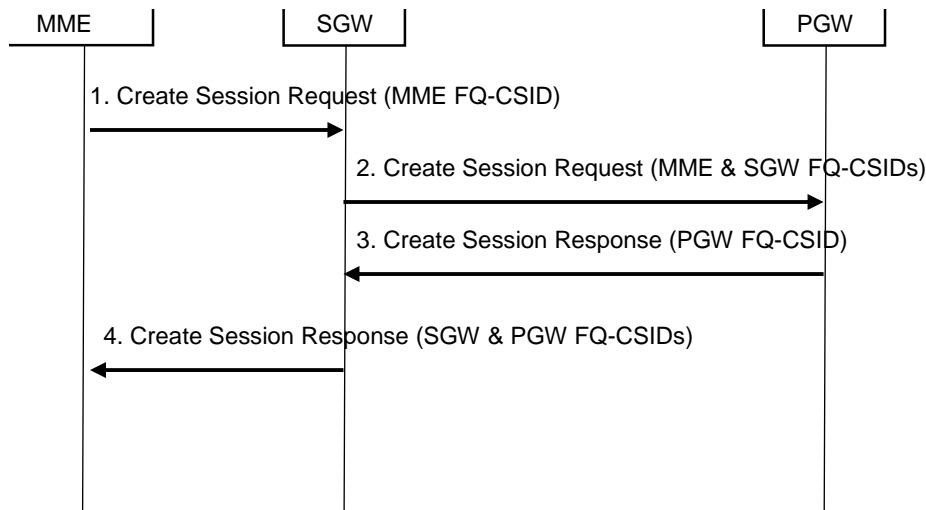 MME
SGW
PGW
1. Create Session Request (MME FQ-CSID)
2. Create Session Request (MME & SGW FQ-CSIDs)
3. Create Session Response (PGW FQ-CSID)
4. Create Session Response (SGW & PGW FQ-CSIDs)